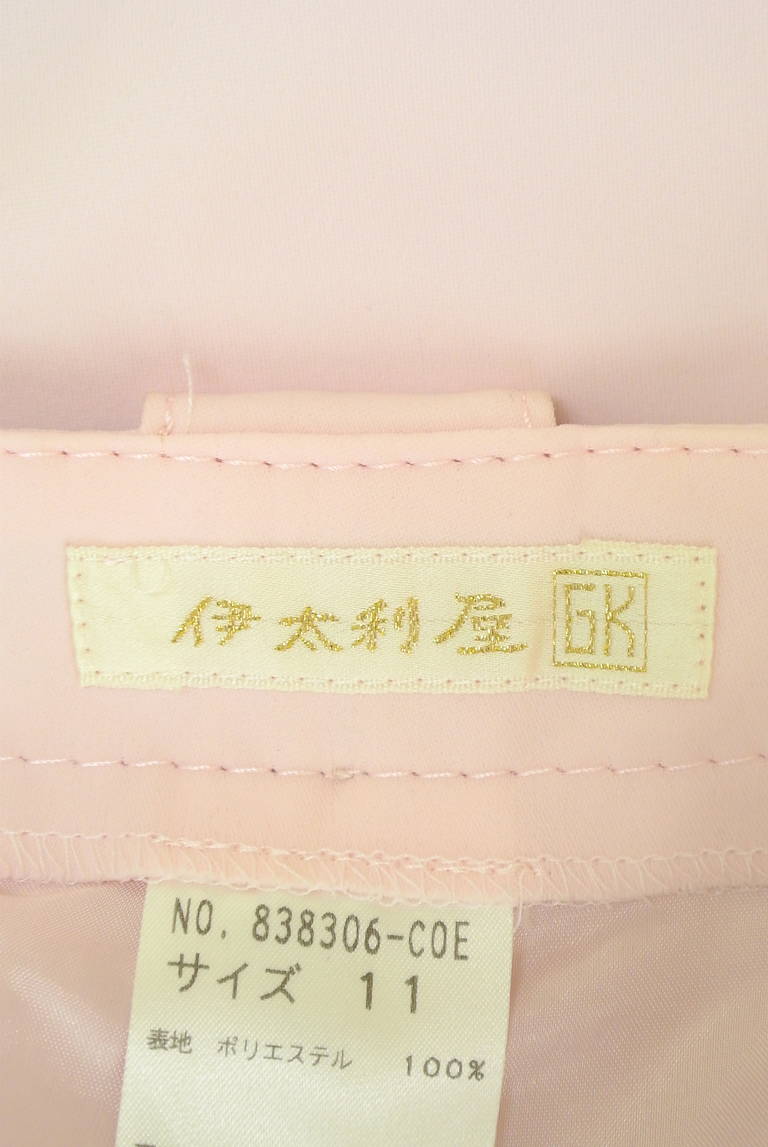 伊太利屋 GK
NO. 838306-C0E
サイズ 11
表地 ポリエステル 100%